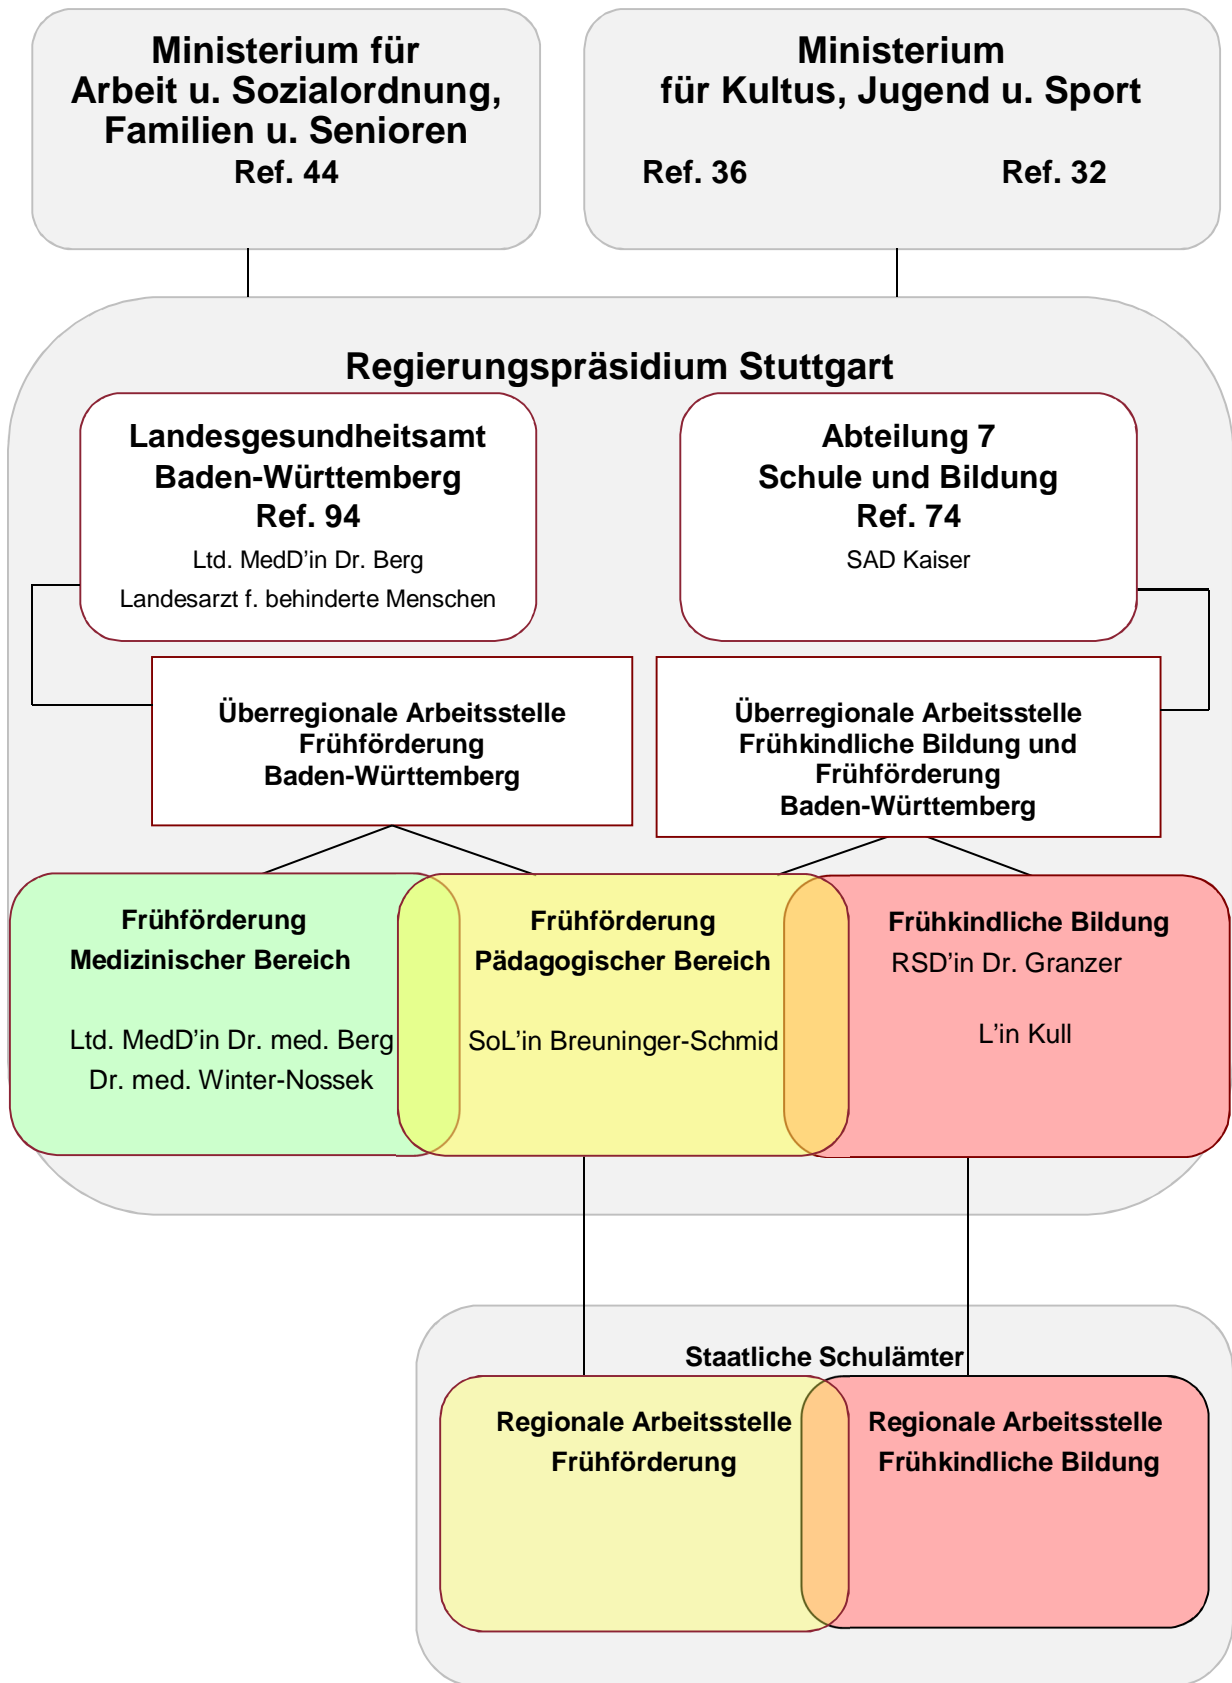 Ministerium für
Arbeit u. Sozialordnung,
Familien u. Senioren
Ref. 44
Ministerium
für Kultus, Jugend u. Sport
Ref. 36
Ref. 32
Regierungspräsidium Stuttgart
Landesgesundheitsamt
Baden-Württemberg
Ref. 94
Ltd. MedD’in Dr. Berg
Landesarzt f. behinderte Menschen
Abteilung 7
Schule und Bildung
Ref. 74
SAD Kaiser
Überregionale Arbeitsstelle
Frühförderung
Baden-Württemberg
Überregionale Arbeitsstelle
Frühkindliche Bildung und
Frühförderung
Baden-Württemberg
Frühförderung
Medizinischer Bereich
Ltd. MedD’in Dr. med. Berg
Dr. med. Winter-Nossek
Frühförderung
Pädagogischer Bereich
SoL’in Breuninger-Schmid
Frühkindliche Bildung
RSD’in Dr. Granzer
L’in Kull
Staatliche Schulämter
Regionale Arbeitsstelle
Frühförderung
Regionale Arbeitsstelle
Frühkindliche Bildung